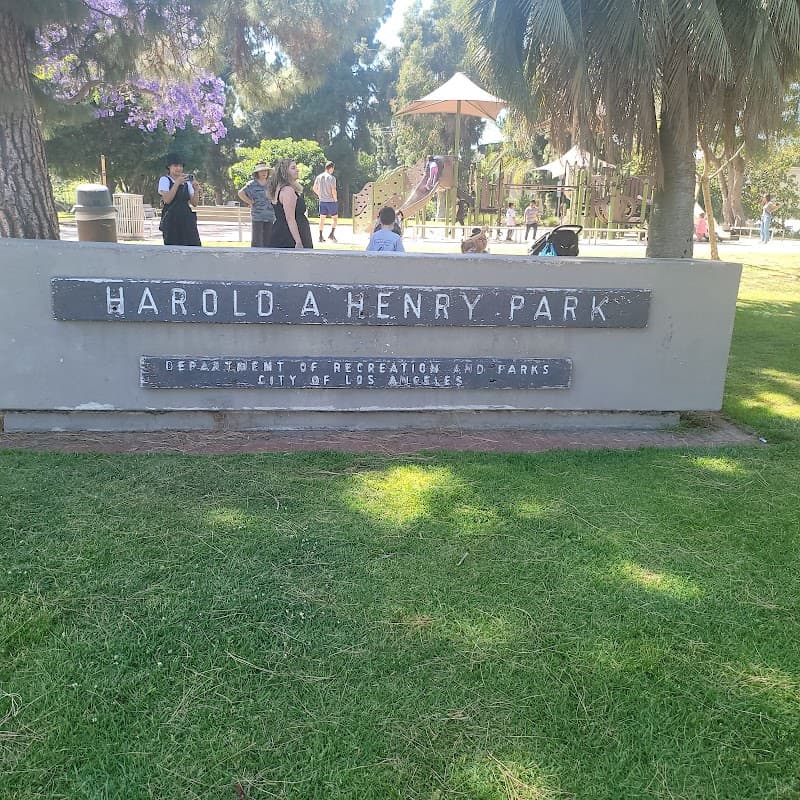 HAROLD A HENRY PARK
DEPARTMENT OF RECREATION AND PARKS
CITY OF LOS ANGELES